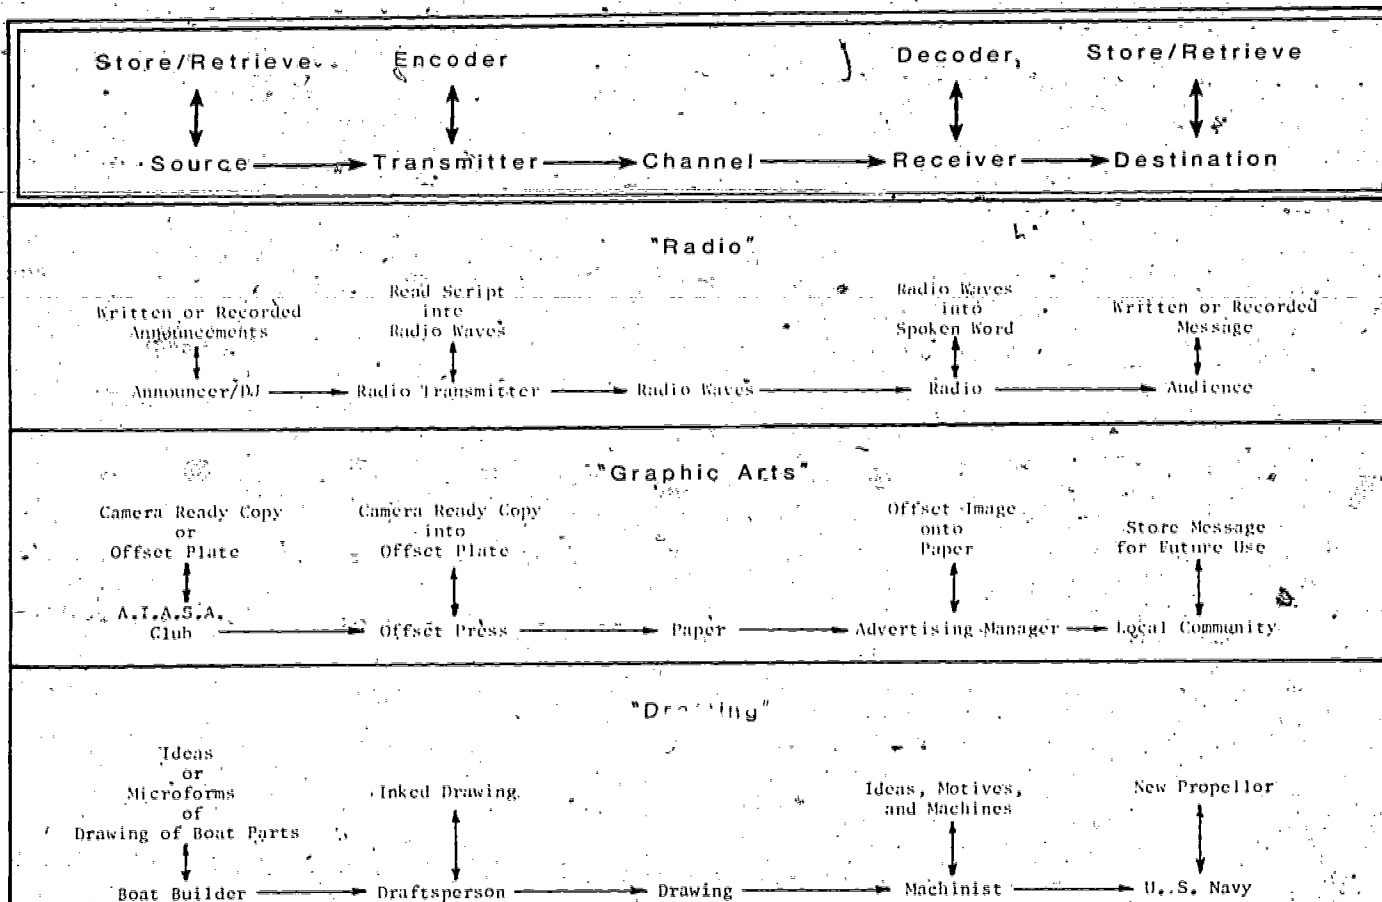 Store/Retrieve Encoder Decoder Store/Retrieve
Source Transmitter Channel Receiver Destination
"Radio"
Written or Recorded
Announcements
Read Script
into
Radio Waves
Radio Waves
into
Spoken Word
Written or Recorded
Message
Announcer/DJ Radio Transmitter Radio Waves Radio Audience
"Graphic Arts"
Camera Ready Copy
or
Offset Plate
Camera Ready Copy
into
Offset Plate
Offset Image
onto
Paper
Store Message
for Future Use
A.I.A.S.A.
Club Offset Press Paper Advertising Manager Local Community
Ideas
or
Microforms
of
Drawing of Boat Parts
Inked Drawing
Ideas, Motives,
and Machines
New Propellor
Boat Builder Draftsperson Drawing Machinist U. S. Navy